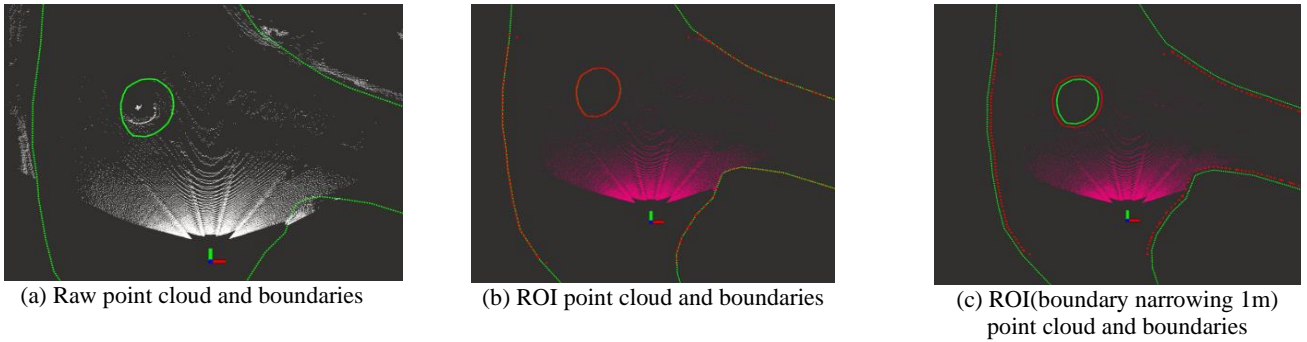 (a) Raw point cloud and boundaries
(b) ROI point cloud and boundaries
(c) ROI(boundary narrowing 1m)
point cloud and boundaries